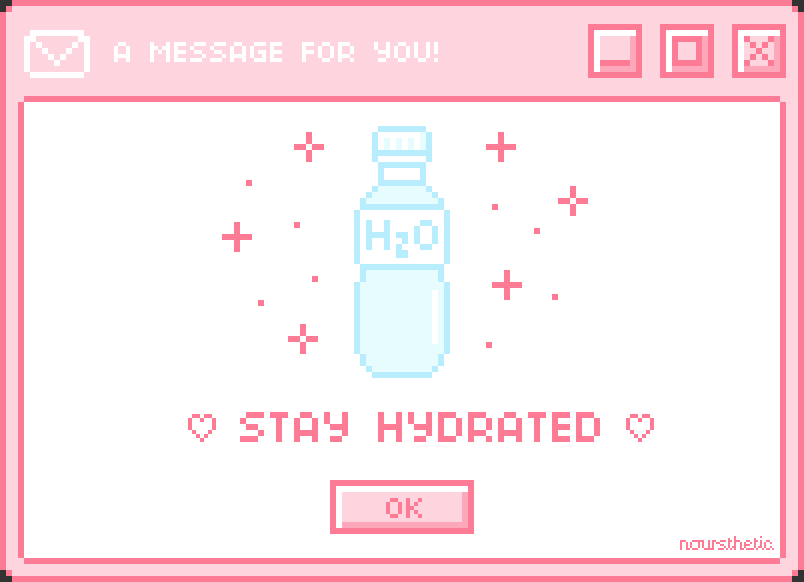 A MESSAGE FOR YOU!
H₂O
♡ STAY HYDRATED ♡
OK
noursthetic